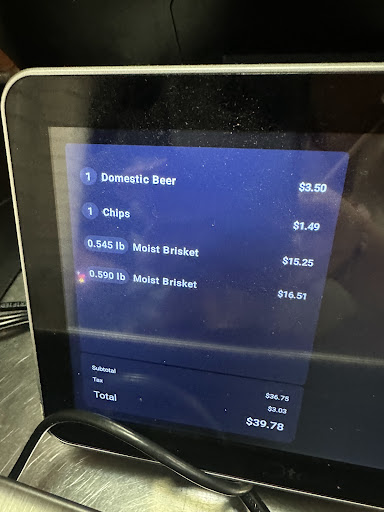 1 Domestic Beer $3.50
1 Chips $1.49
0.545 lb Moist Brisket $15.25
0.590 lb Moist Brisket $16.51
Subtotal $36.75
Tax $3.03
Total $39.78